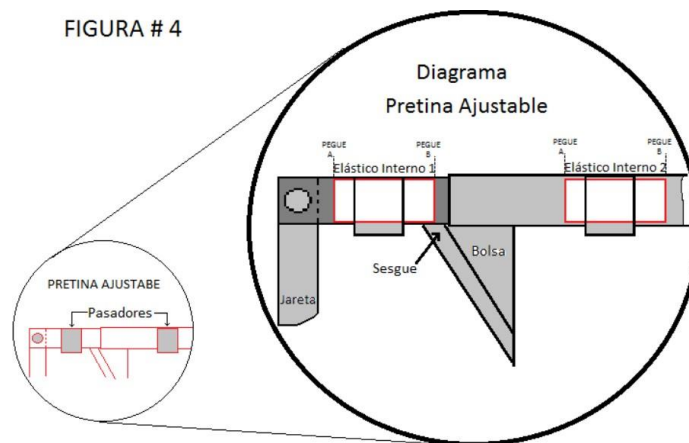 FIGURA # 4
Diagrama
Pretina Ajustable
PEGUE
A
PEGUE
B
PEGUE
A
PEGUE
B
Elástico Interno 1
Elástico Interno 2
Sesgue
Bolsa
Jareta
PRETINA AJUSTABE
Pasadores